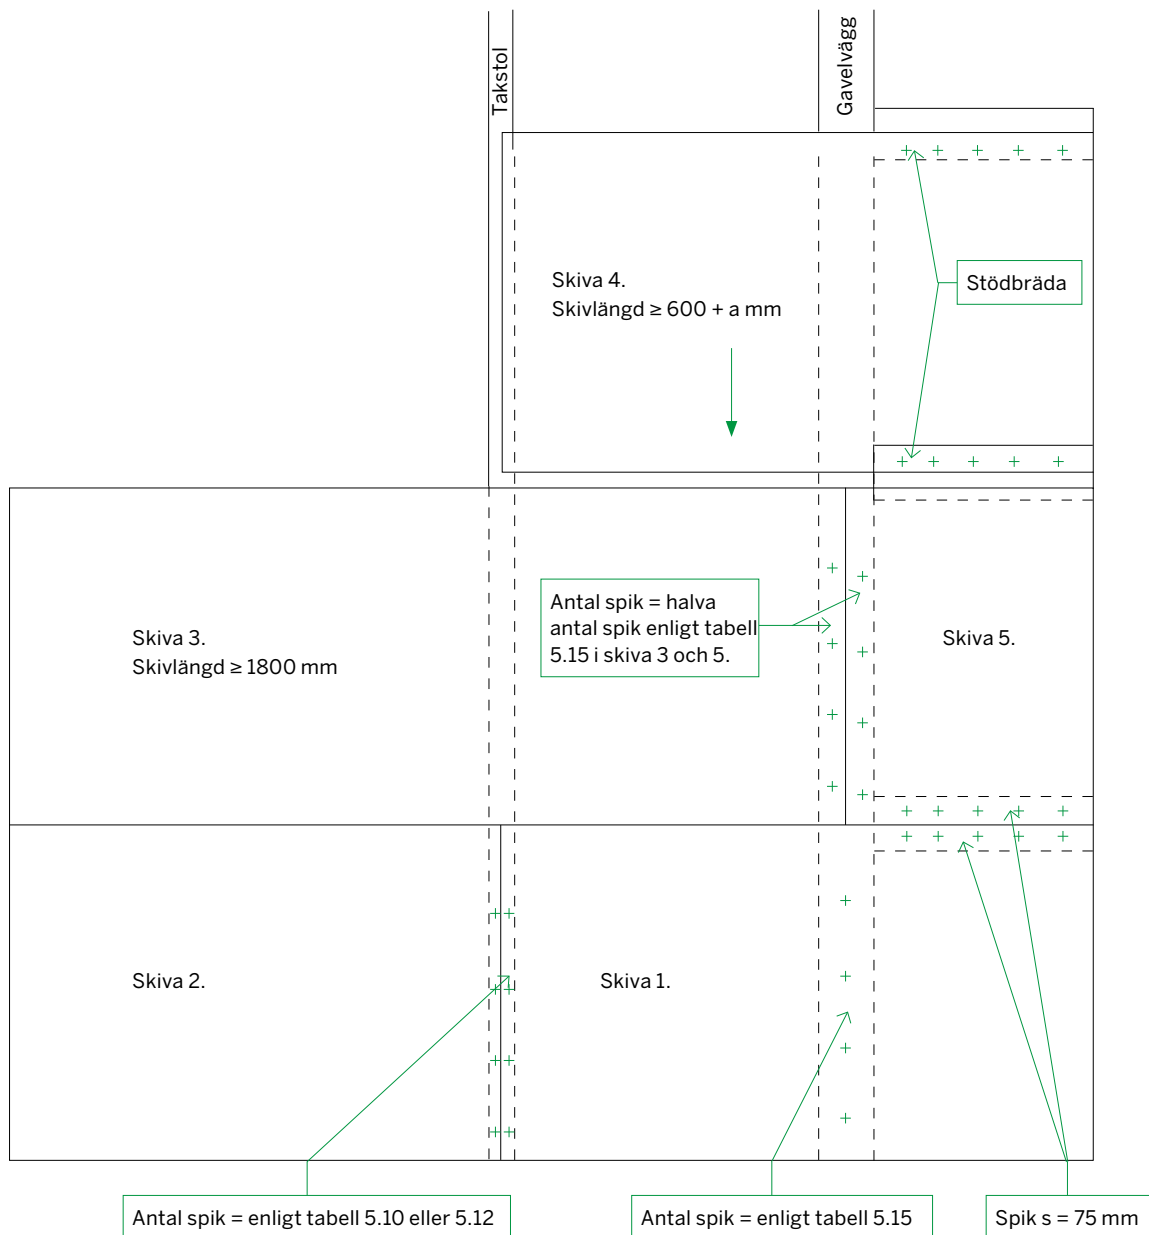 Takstol
Gavelvägg
Skiva 4.
Skivlängd ≥ 600 + a mm
Stödbräda
Antal spik = halva
antal spik enligt tabell
5.15 i skiva 3 och 5.
Skiva 3.
Skivlängd ≥ 1800 mm
Skiva 5.
Skiva 2.
Skiva 1.
Antal spik = enligt tabell 5.10 eller 5.12
Antal spik = enligt tabell 5.15
Spik s = 75 mm